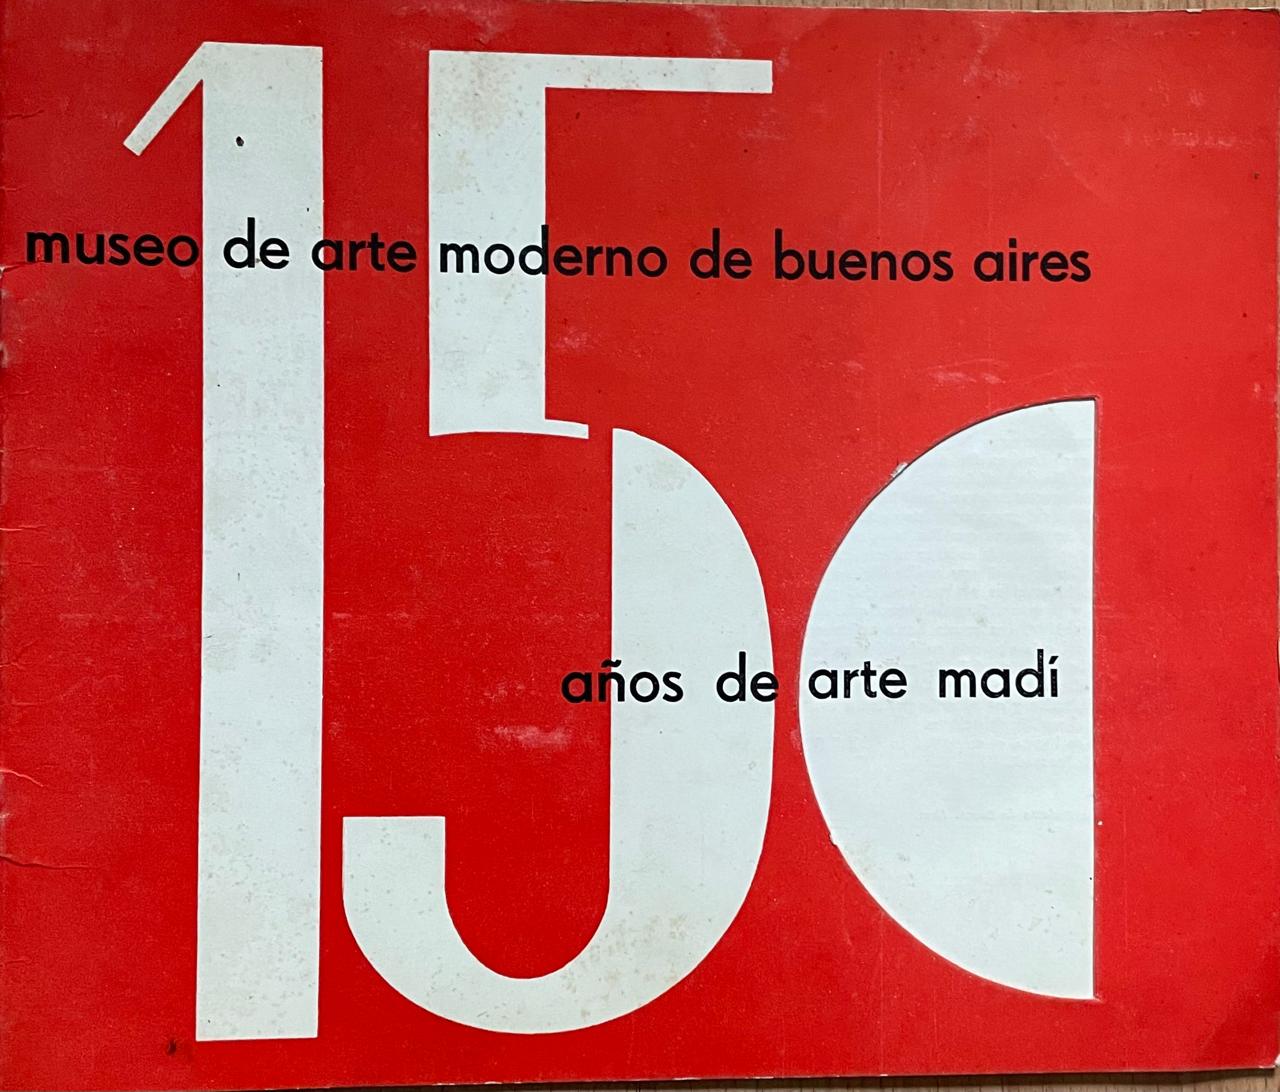 15
museo de arte moderno de buenos aires
años de arte madí